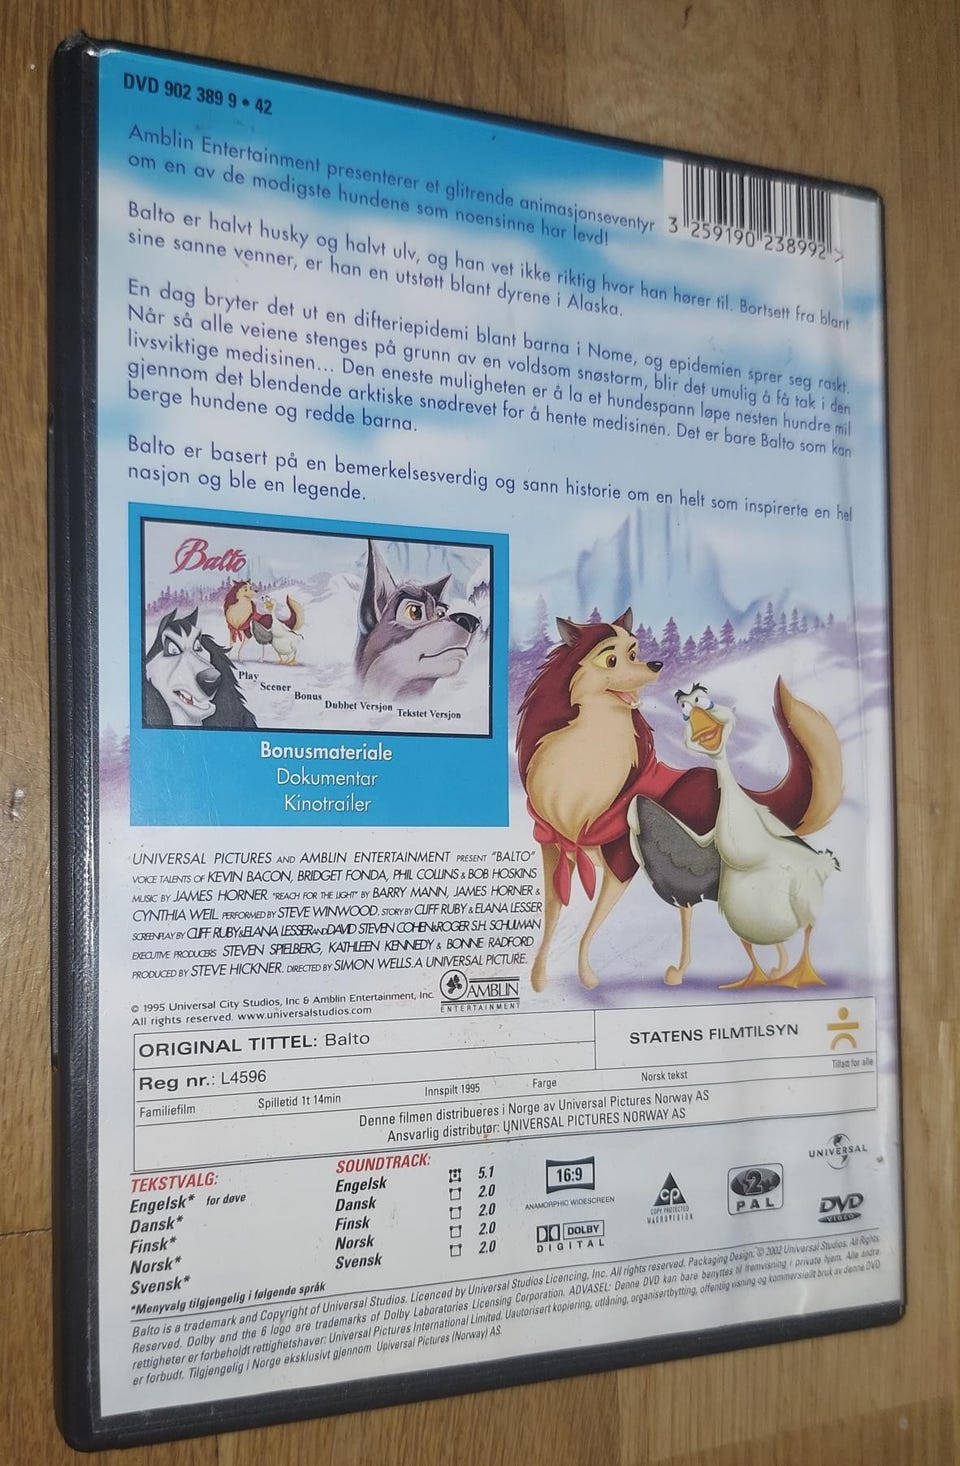 DVD 902 389 9 • 42
3 259190 238992 >
Amblin Entertainment presenterer et glitrende animasjonseventyr
om en av de modigste hundene som noensinne har levd!
Balto er halvt husky og halvt ulv, og han vet ikke riktig hvor han hører til. Bortsett fra blant
sine sanne venner, er han en utstøtt blant dyrene i Alaska.
En dag bryter det ut en difteriepidemi blant barna i Nome, og epidemien sprer seg raskt.
Når så alle veiene stenges på grunn av en voldsom snøstorm, blir det umulig å få tak i den
livsviktige medisinen... Den eneste muligheten er å la et hundespann løpe nesten hundre mil
gjennom det blendende arktiske snødrevet for å hente medisinen. Det er bare Balto som kan
berge hundene og redde barna.
Balto er basert på en bemerkelsesverdig og sann historie om en helt som inspirerte en hel
nasjon og ble en legende.
Balto
Play
Scener
Bonus
Dubbet Versjon
Tekstet Versjon
Bonusmateriale
Dokumentar
Kinotrailer
UNIVERSAL PICTURES AND AMBLIN ENTERTAINMENT PRESENT "BALTO"
VOICE TALENTS OF KEVIN BACON, BRIDGET FONDA, PHIL COLLINS & BOB HOSKINS
MUSIC BY JAMES HORNER "REACH FOR THE LIGHT" BY BARRY MANN, JAMES HORNER &
CYNTHIA WEIL PERFORMED BY STEVE WINWOOD. STORY BY CLIFF RUBY & ELANA LESSER
SCREENPLAY BY CLIFF RUBY&ELANA LESSER AND DAVID STEVEN COHEN&ROGER S.H. SCHULMAN
EXECUTIVE PRODUCERS STEVEN SPIELBERG, KATHLEEN KENNEDY & BONNE RADFORD
PRODUCED BY STEVE HICKNER. DIRECTED BY SIMON WELLS. A UNIVERSAL PICTURE.
© 1995 Universal City Studios, Inc & Amblin Entertainment, Inc.
All rights reserved. www.universalstudios.com
AMBLIN
ENTERTAINMENT
ORIGINAL TITTEL: Balto
STATENS FILMTILSYN
Tillatt for alle
Reg nr.: L4596
Familiefilm Spilletid 1t 14min Innspilt 1995 Farge Norsk tekst
Denne filmen distribueres i Norge av Universal Pictures Norway AS
Ansvarlig distributør: UNIVERSAL PICTURES NORWAY AS
TEKSTVALG:
Engelsk* for døve
Dansk*
Finsk*
Norsk*
Svensk*
*Menyvalg tilgjengelig i følgende språk
SOUNDTRACK:
Engelsk 5.1
Dansk 2.0
Finsk 2.0
Norsk 2.0
Svensk 2.0
16:9
ANAMORPHIC WIDESCREEN
DOLBY
DIGITAL
CP
COPY PROTECTED
MACROVISION
2
PAL
UNIVERSAL
DVD
VIDEO
Balto is a trademark and Copyright of Universal Studios. Licenced by Universal Studios Licencing, Inc. All rights reserved. Packaging Design: © 2002 Universal Studios. All Rights
Reserved. Dolby and the 6 logo are trademarks of Dolby Laboratories Licensing Corporation. ADVASEL: Denne DVD kan bare benyttes til fremvisning i private hjem. Alle andre
rettigheter er forbeholdt rettighetshaver: Universal Pictures International Limited. Uautorisert kopiering, utlåning, organisertbytting, offentlig visning og kommersiellt bruk av denne DVD
er forbudt. Tilgjengelig i Norge eksklusivt gjennom Universal Pictures (Norway) AS.